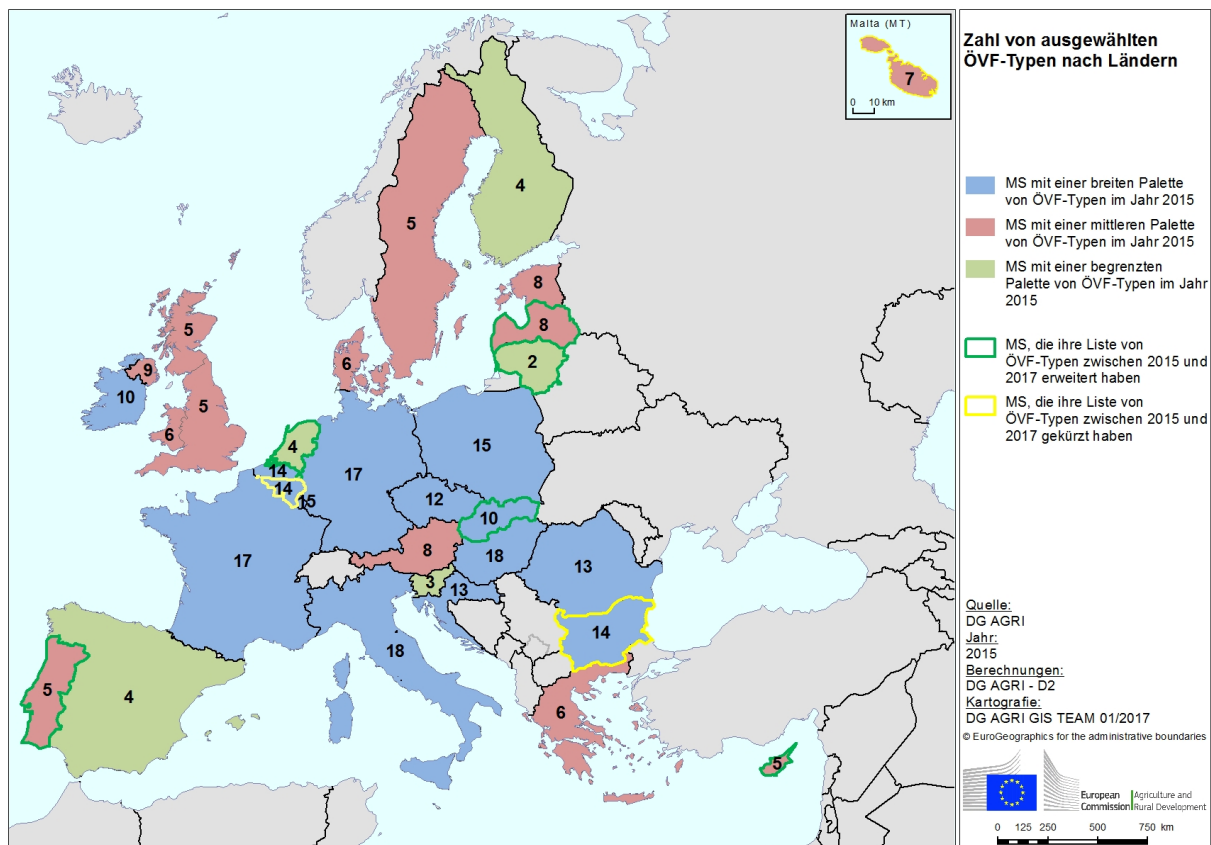 Malta (MT)
7
0 10 km
Zahl von ausgewählten
ÖVF-Typen nach Ländern
MS mit einer breiten Palette
von ÖVF-Typen im Jahr 2015
MS mit einer mittleren Palette
von ÖVF-Typen im Jahr 2015
MS mit einer begrenzten
Palette von ÖVF-Typen im Jahr
2015
MS, die ihre Liste von
ÖVF-Typen zwischen 2015 und
2017 erweitert haben
MS, die ihre Liste von
ÖVF-Typen zwischen 2015 und
2017 gekürzt haben
4
5
8
8
2
5
9
10
5
6
6
4
14
14
15
17
15
12
10
17
8
18
3
13
13
18
14
5
4
6
5
Quelle:
DG AGRI
Jahr:
2015
Berechnungen:
DG AGRI - D2
Kartografie:
DG AGRI GIS TEAM 01/2017
© EuroGeographics for the administrative boundaries
European
Commission
Agriculture and
Rural Development
0 125 250 500 750 km